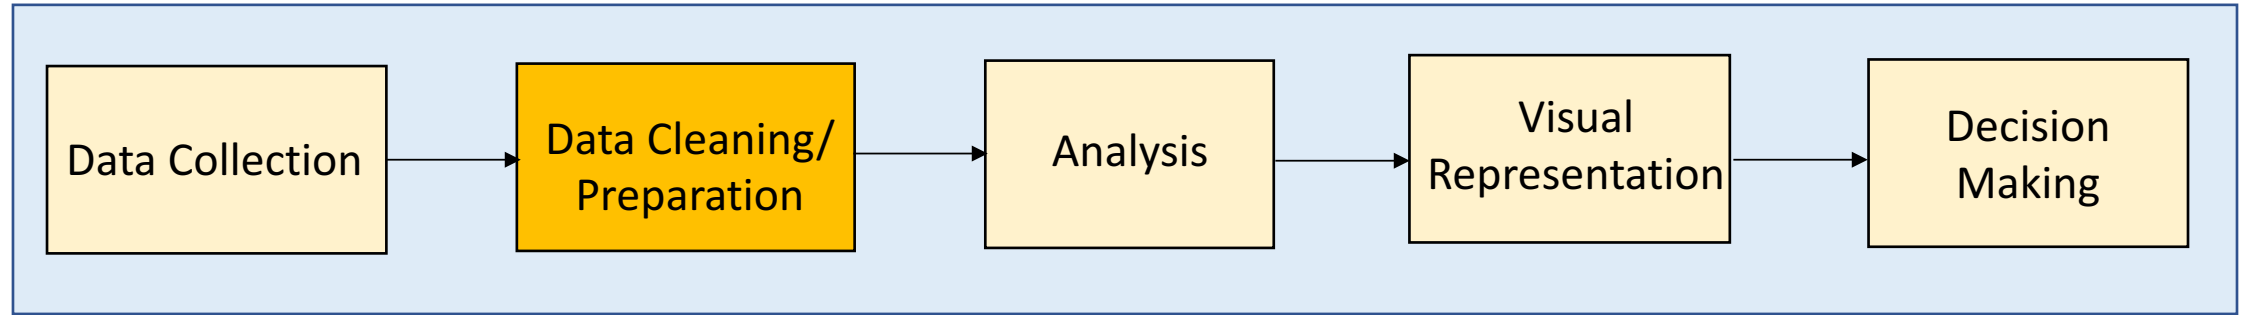 Data Collection
Data Cleaning/
Preparation
Analysis
Visual
Representation
Decision
Making